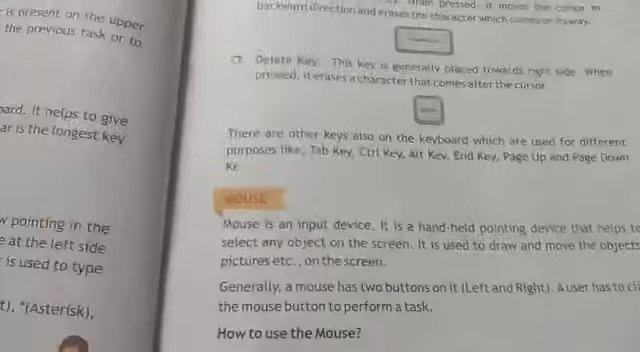 is present on the upper
the previous task or to
It helps to give
ar is the longest key
pointing in the
e at the left side
is used to type
t), *(Asterisk),
pressed, it moves the cursor in
backward direction and erases the character which comes on its way.
Delete Key: This key is generally placed towards right side. When
pressed, it erases a character that comes after the cursor.
There are other keys also on the keyboard which are used for different
purposes like, Tab Key, Ctrl Key, Alt Key, End Key, Page Up and Page Down
MOUSE
Mouse is an input device. It is a hand-held pointing device that helps to
select any object on the screen. It is used to draw and move the objects
pictures etc., on the screen.
Generally, a mouse has two buttons on it (Left and Right). A user has to
the mouse button to perform a task.
How to use the Mouse?